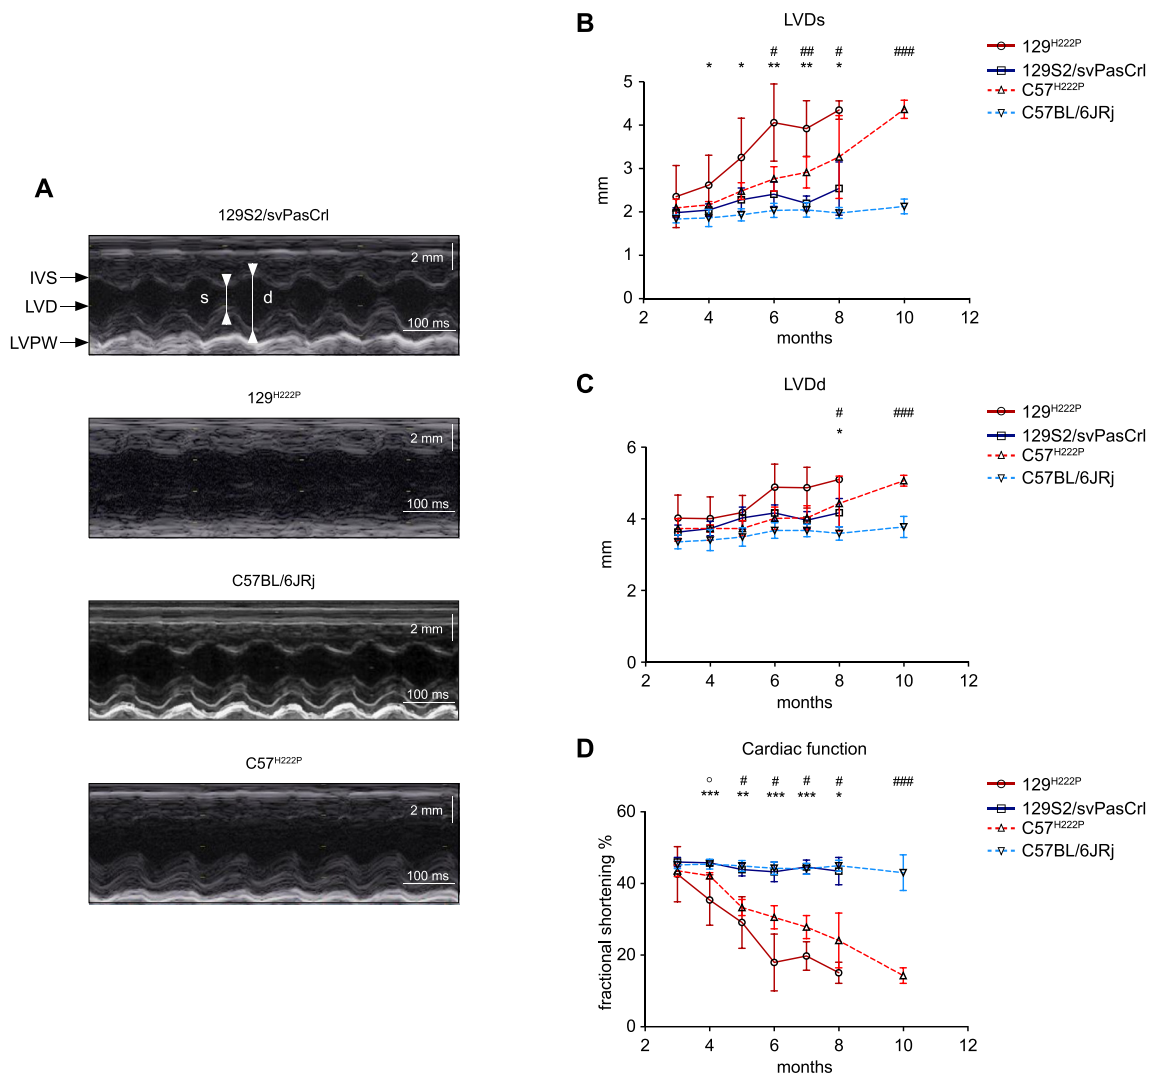 A
129S2/svPasCrl
IVS
LVD
LVPW
s
d
2 mm
100 ms
129H222P
2 mm
100 ms
C57BL/6JRj
2 mm
100 ms
C57H222P
2 mm
100 ms
B
LVDs
# ## # ###
* * ** ** *
5
4
3
2
1
0
mm
2 4 6 8 10 12
months
129H222P
129S2/svPasCrl
C57H222P
C57BL/6JRj
C
LVDd
# ###
*
6
4
2
0
mm
2 4 6 8 10 12
months
129H222P
129S2/svPasCrl
C57H222P
C57BL/6JRj
D
Cardiac function
○ # # # # ###
*** ** *** *** *
60
40
20
0
fractional shortening %
2 4 6 8 10 12
months
129H222P
129S2/svPasCrl
C57H222P
C57BL/6JRj